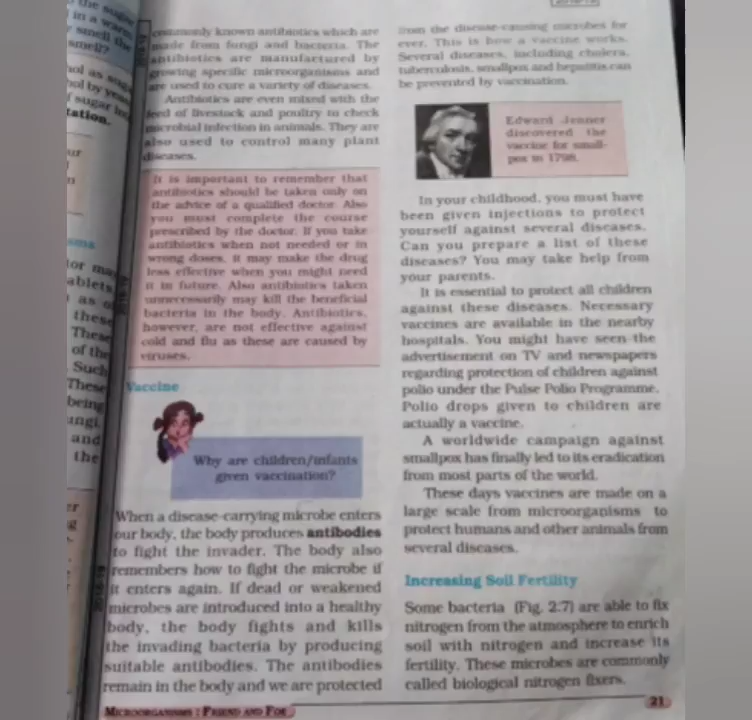 the sugar
in a warm
smell the
smell?
commonly known antibiotics which are
made from fungi and bacteria. The
antibiotics are manufactured by
growing specific microorganisms and
are used to cure a variety of diseases.
Antibiotics are even mixed with the
feed of livestock and poultry to check
microbial infection in animals. They are
also used to control many plant
diseases.
It is important to remember that
antibiotics should be taken only on
the advice of a qualified doctor. Also
you must complete the course
prescribed by the doctor. If you take
antibiotics when not needed or in
wrong doses, it may make the drug
less effective when you might need
it in future. Also antibiotics taken
unnecessarily may kill the beneficial
bacteria in the body. Antibiotics,
however, are not effective against
cold and flu as these are caused by
viruses.
Vaccine
Why are children/infants
given vaccination?
When a disease-carrying microbe enters
our body, the body produces antibodies
to fight the invader. The body also
remembers how to fight the microbe if
it enters again. If dead or weakened
microbes are introduced into a healthy
body, the body fights and kills
the invading bacteria by producing
suitable antibodies. The antibodies
remain in the body and we are protected
from the disease-causing microbes for
ever. This is how a vaccine works.
Several diseases, including cholera,
tuberculosis, smallpox and hepatitis can
be prevented by vaccination.
Edward Jenner
discovered the
vaccine for small-
pox in 1798.
In your childhood, you must have
been given injections to protect
yourself against several diseases.
Can you prepare a list of these
diseases? You may take help from
your parents.
It is essential to protect all children
against these diseases. Necessary
vaccines are available in the nearby
hospitals. You might have seen the
advertisement on TV and newspapers
regarding protection of children against
polio under the Pulse Polio Programme.
Polio drops given to children are
actually a vaccine.
A worldwide campaign against
smallpox has finally led to its eradication
from most parts of the world.
These days vaccines are made on a
large scale from microorganisms to
protect humans and other animals from
several diseases.
Increasing Soil Fertility
Some bacteria (Fig. 2.7) are able to fix
nitrogen from the atmosphere to enrich
soil with nitrogen and increase its
fertility. These microbes are commonly
called biological nitrogen fixers.
MICROORGANISMS : FRIEND AND FOE
21